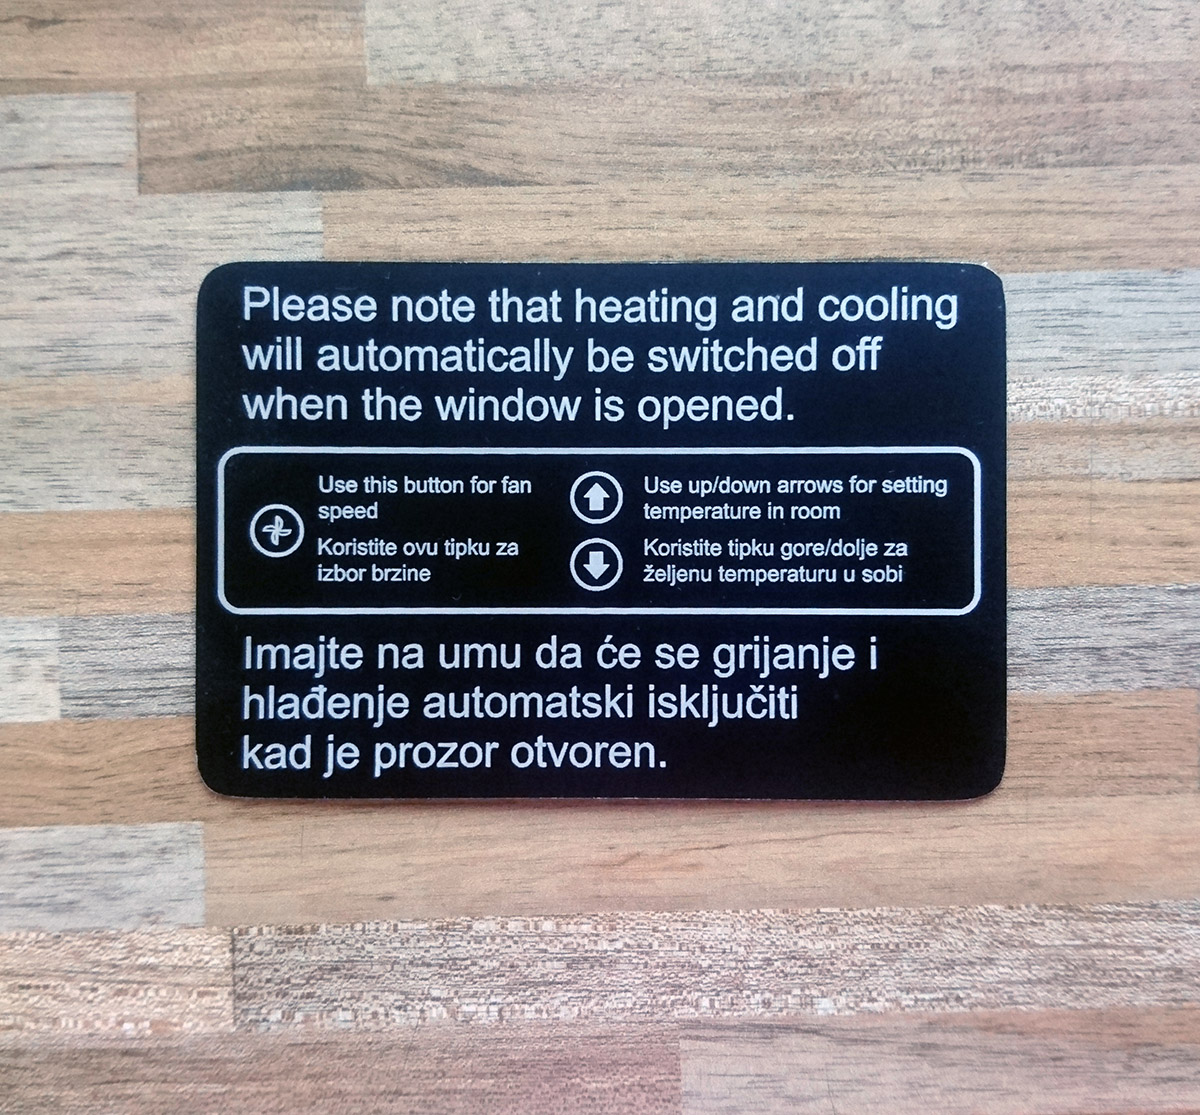 Please note that heating and cooling
will automatically be switched off
when the window is opened.
Use this button for fan
speed
Koristite ovu tipku za
izbor brzine
Use up/down arrows for setting
temperature in room
Koristite tipku gore/dolje za
željenu temperaturu u sobi
Imajte na umu da će se grijanje i
hlađenje automatski isključiti
kad je prozor otvoren.